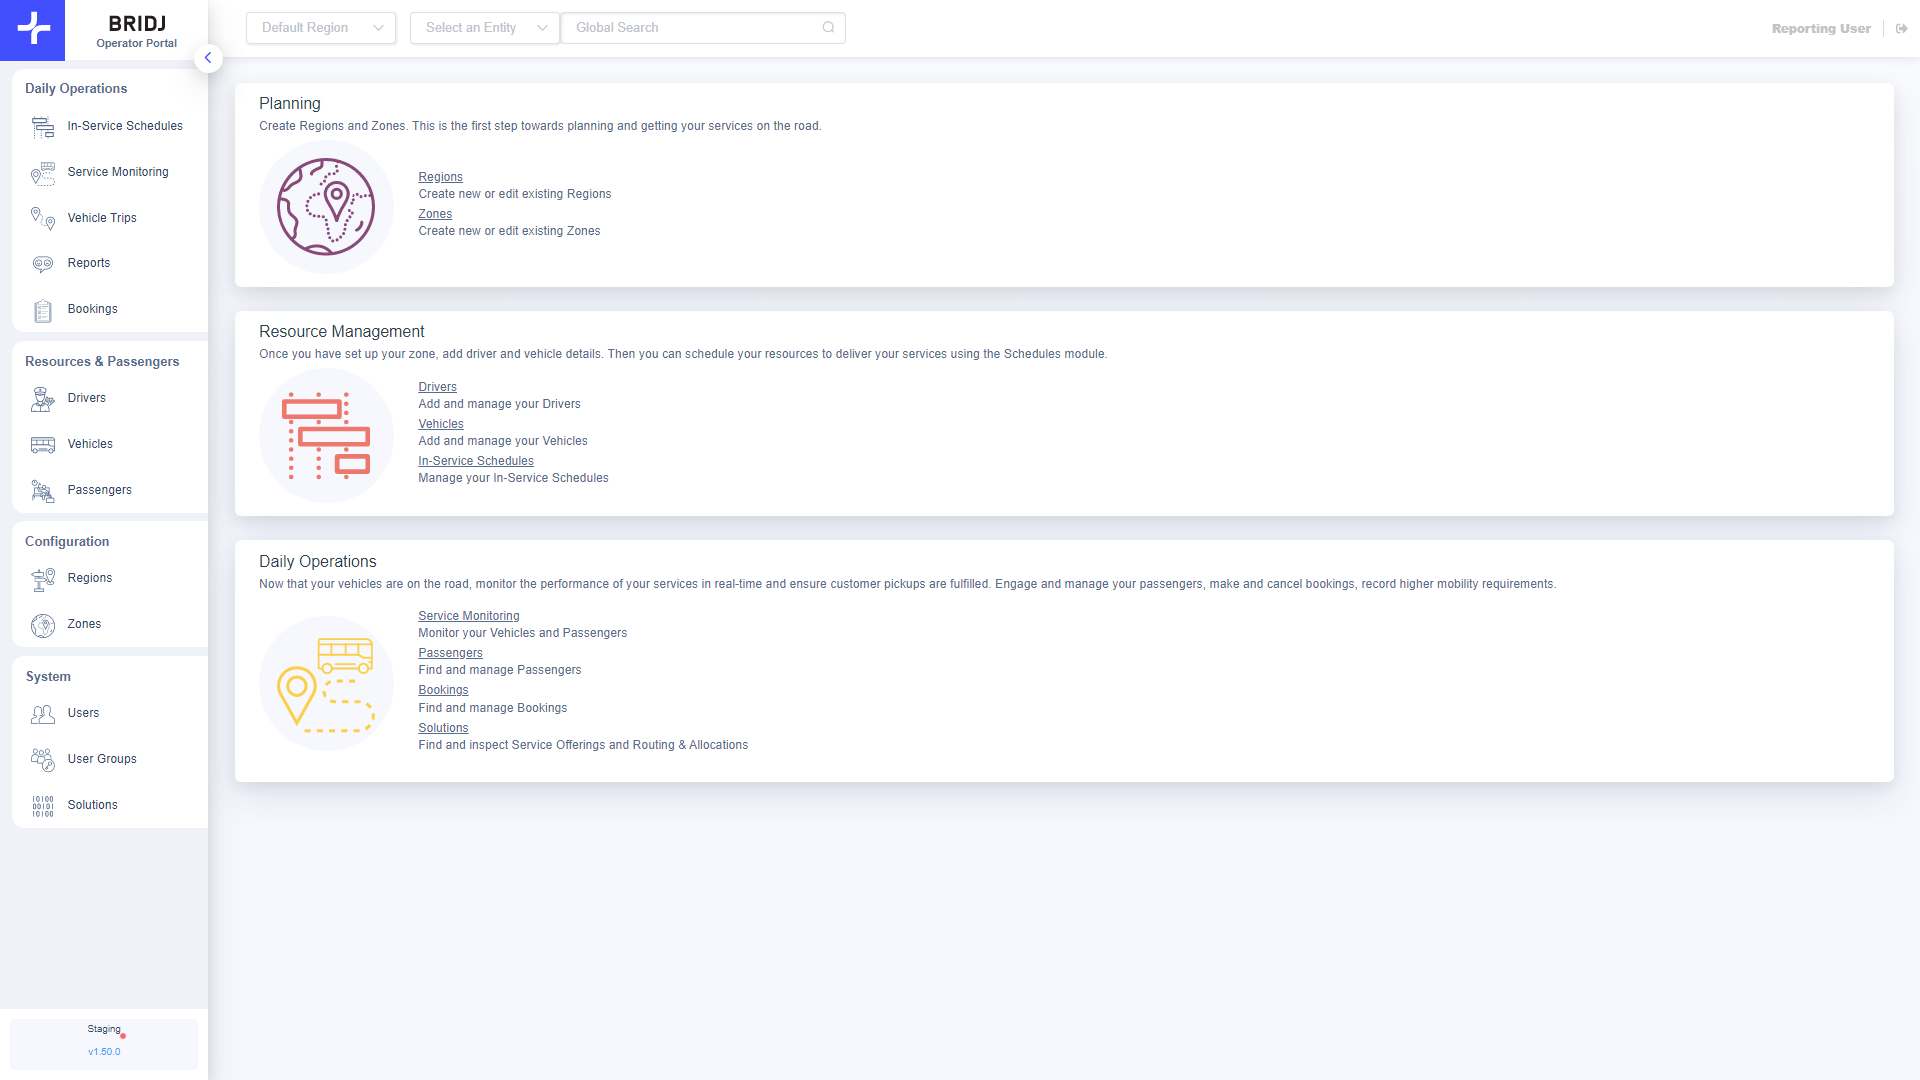 BRIDJ
Operator Portal
Default Region
Select an Entity
Global Search
Reporting User
Daily Operations
In-Service Schedules
Service Monitoring
Vehicle Trips
Reports
Bookings
Resources & Passengers
Drivers
Vehicles
Passengers
Configuration
Regions
Zones
System
Users
User Groups
10100
00101
10100
Solutions
Staging
v1.50.0
Planning
Create Regions and Zones. This is the first step towards planning and getting your services on the road.
Regions
Create new or edit existing Regions
Zones
Create new or edit existing Zones
Resource Management
Once you have set up your zone, add driver and vehicle details. Then you can schedule your resources to deliver your services using the Schedules module.
Drivers
Add and manage your Drivers
Vehicles
Add and manage your Vehicles
In-Service Schedules
Manage your In-Service Schedules
Daily Operations
Now that your vehicles are on the road, monitor the performance of your services in real-time and ensure customer pickups are fulfilled. Engage and manage your passengers, make and cancel bookings, record higher mobility requirements.
Service Monitoring
Monitor your Vehicles and Passengers
Passengers
Find and manage Passengers
Bookings
Find and manage Bookings
Solutions
Find and inspect Service Offerings and Routing & Allocations